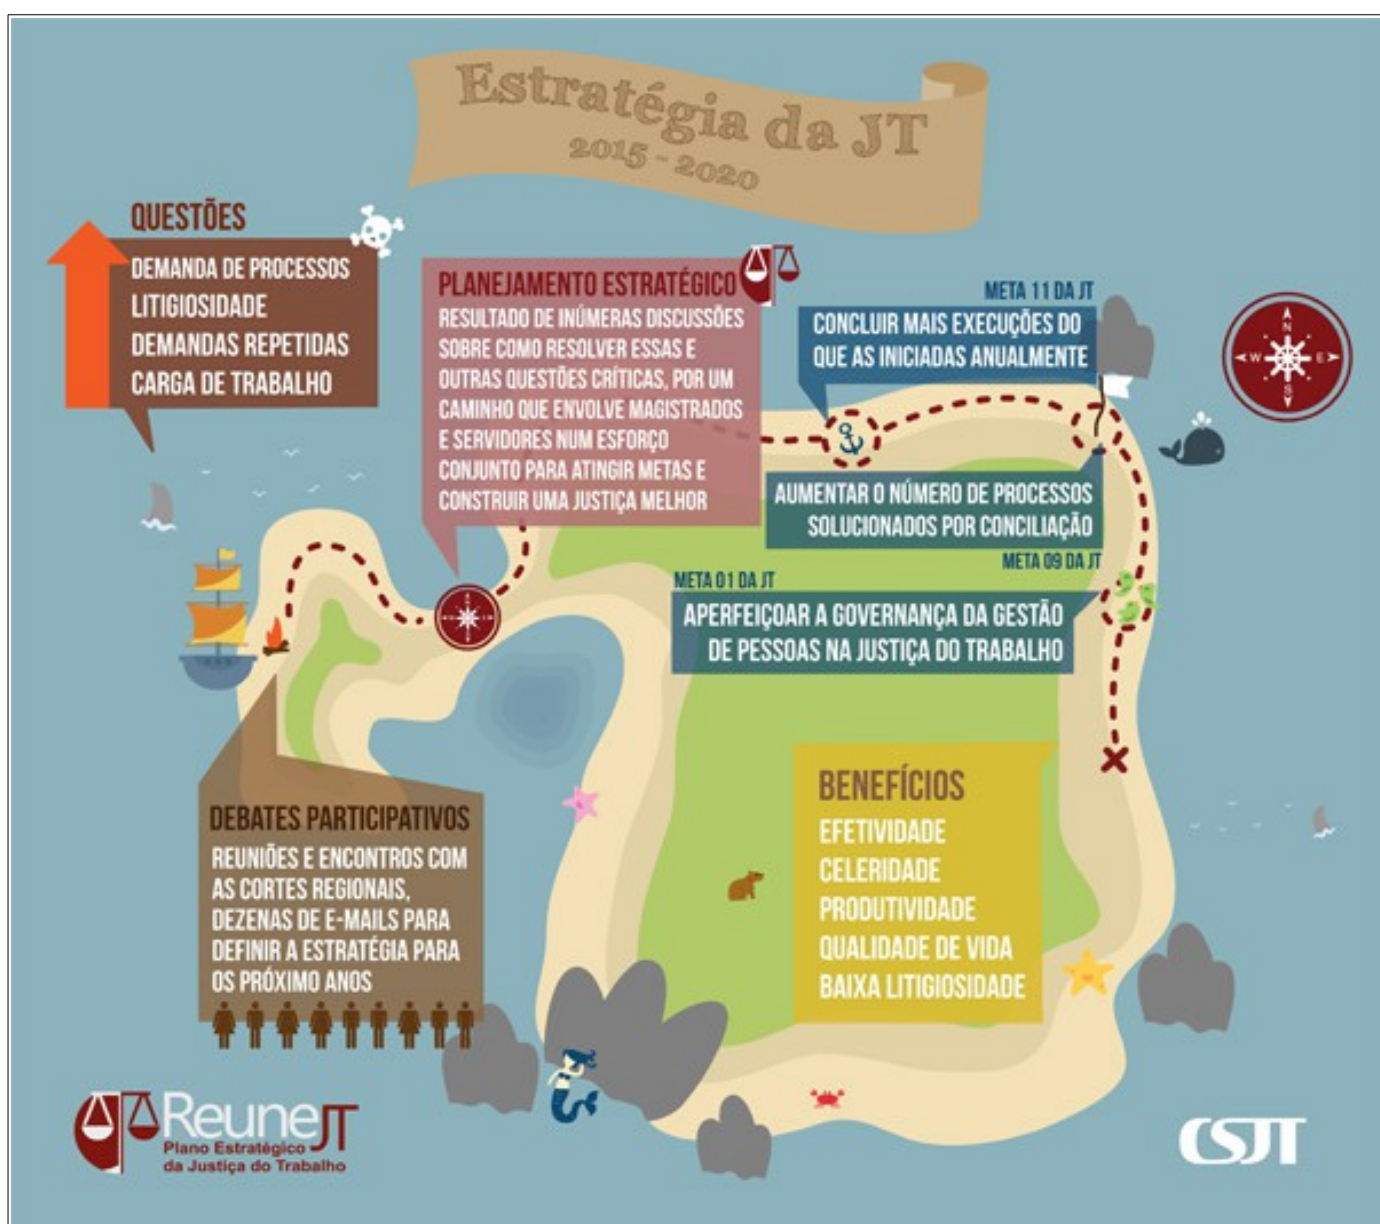 Estratégia da JT
2015 - 2020
QUESTÕES
DEMANDA DE PROCESSOS
LITIGIOSIDADE
DEMANDAS REPETIDAS
CARGA DE TRABALHO
PLANEJAMENTO ESTRATÉGICO
RESULTADO DE INÚMERAS DISCUSSÕES
SOBRE COMO RESOLVER ESSAS E
OUTRAS QUESTÕES CRÍTICAS, POR UM
CAMINHO QUE ENVOLVE MAGISTRADOS
E SERVIDORES NUM ESFORÇO
CONJUNTO PARA ATINGIR METAS E
CONSTRUIR UMA JUSTIÇA MELHOR
META 11 DA JT
CONCLUIR MAIS EXECUÇÕES DO
QUE AS INICIADAS ANUALMENTE
N
W E
S
AUMENTAR O NÚMERO DE PROCESSOS
SOLUCIONADOS POR CONCILIAÇÃO
META 09 DA JT
META 01 DA JT
APERFEIÇOAR A GOVERNANÇA DA GESTÃO
DE PESSOAS NA JUSTIÇA DO TRABALHO
DEBATES PARTICIPATIVOS
REUNIÕES E ENCONTROS COM
AS CORTES REGIONAIS,
DEZENAS DE E-MAILS PARA
DEFINIR A ESTRATÉGIA PARA
OS PRÓXIMO ANOS
BENEFÍCIOS
EFETIVIDADE
CELERIDADE
PRODUTIVIDADE
QUALIDADE DE VIDA
BAIXA LITIGIOSIDADE
ReuneJT
Plano Estratégico
da Justiça do Trabalho
CSJT